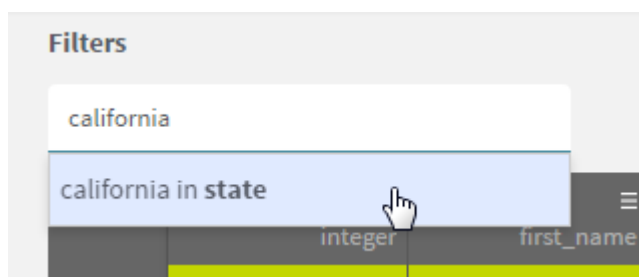 Filters
california
california in state
integer
first_name